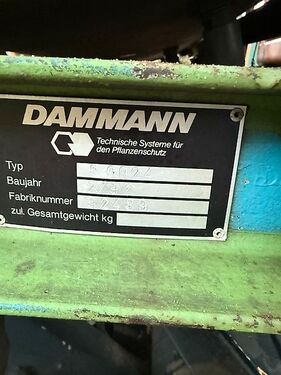 DAMMANN
Technische Systeme für
den Pflanzenschutz
Typ
Baujahr
Fabriknummer
zul. Gesamtgewicht kg